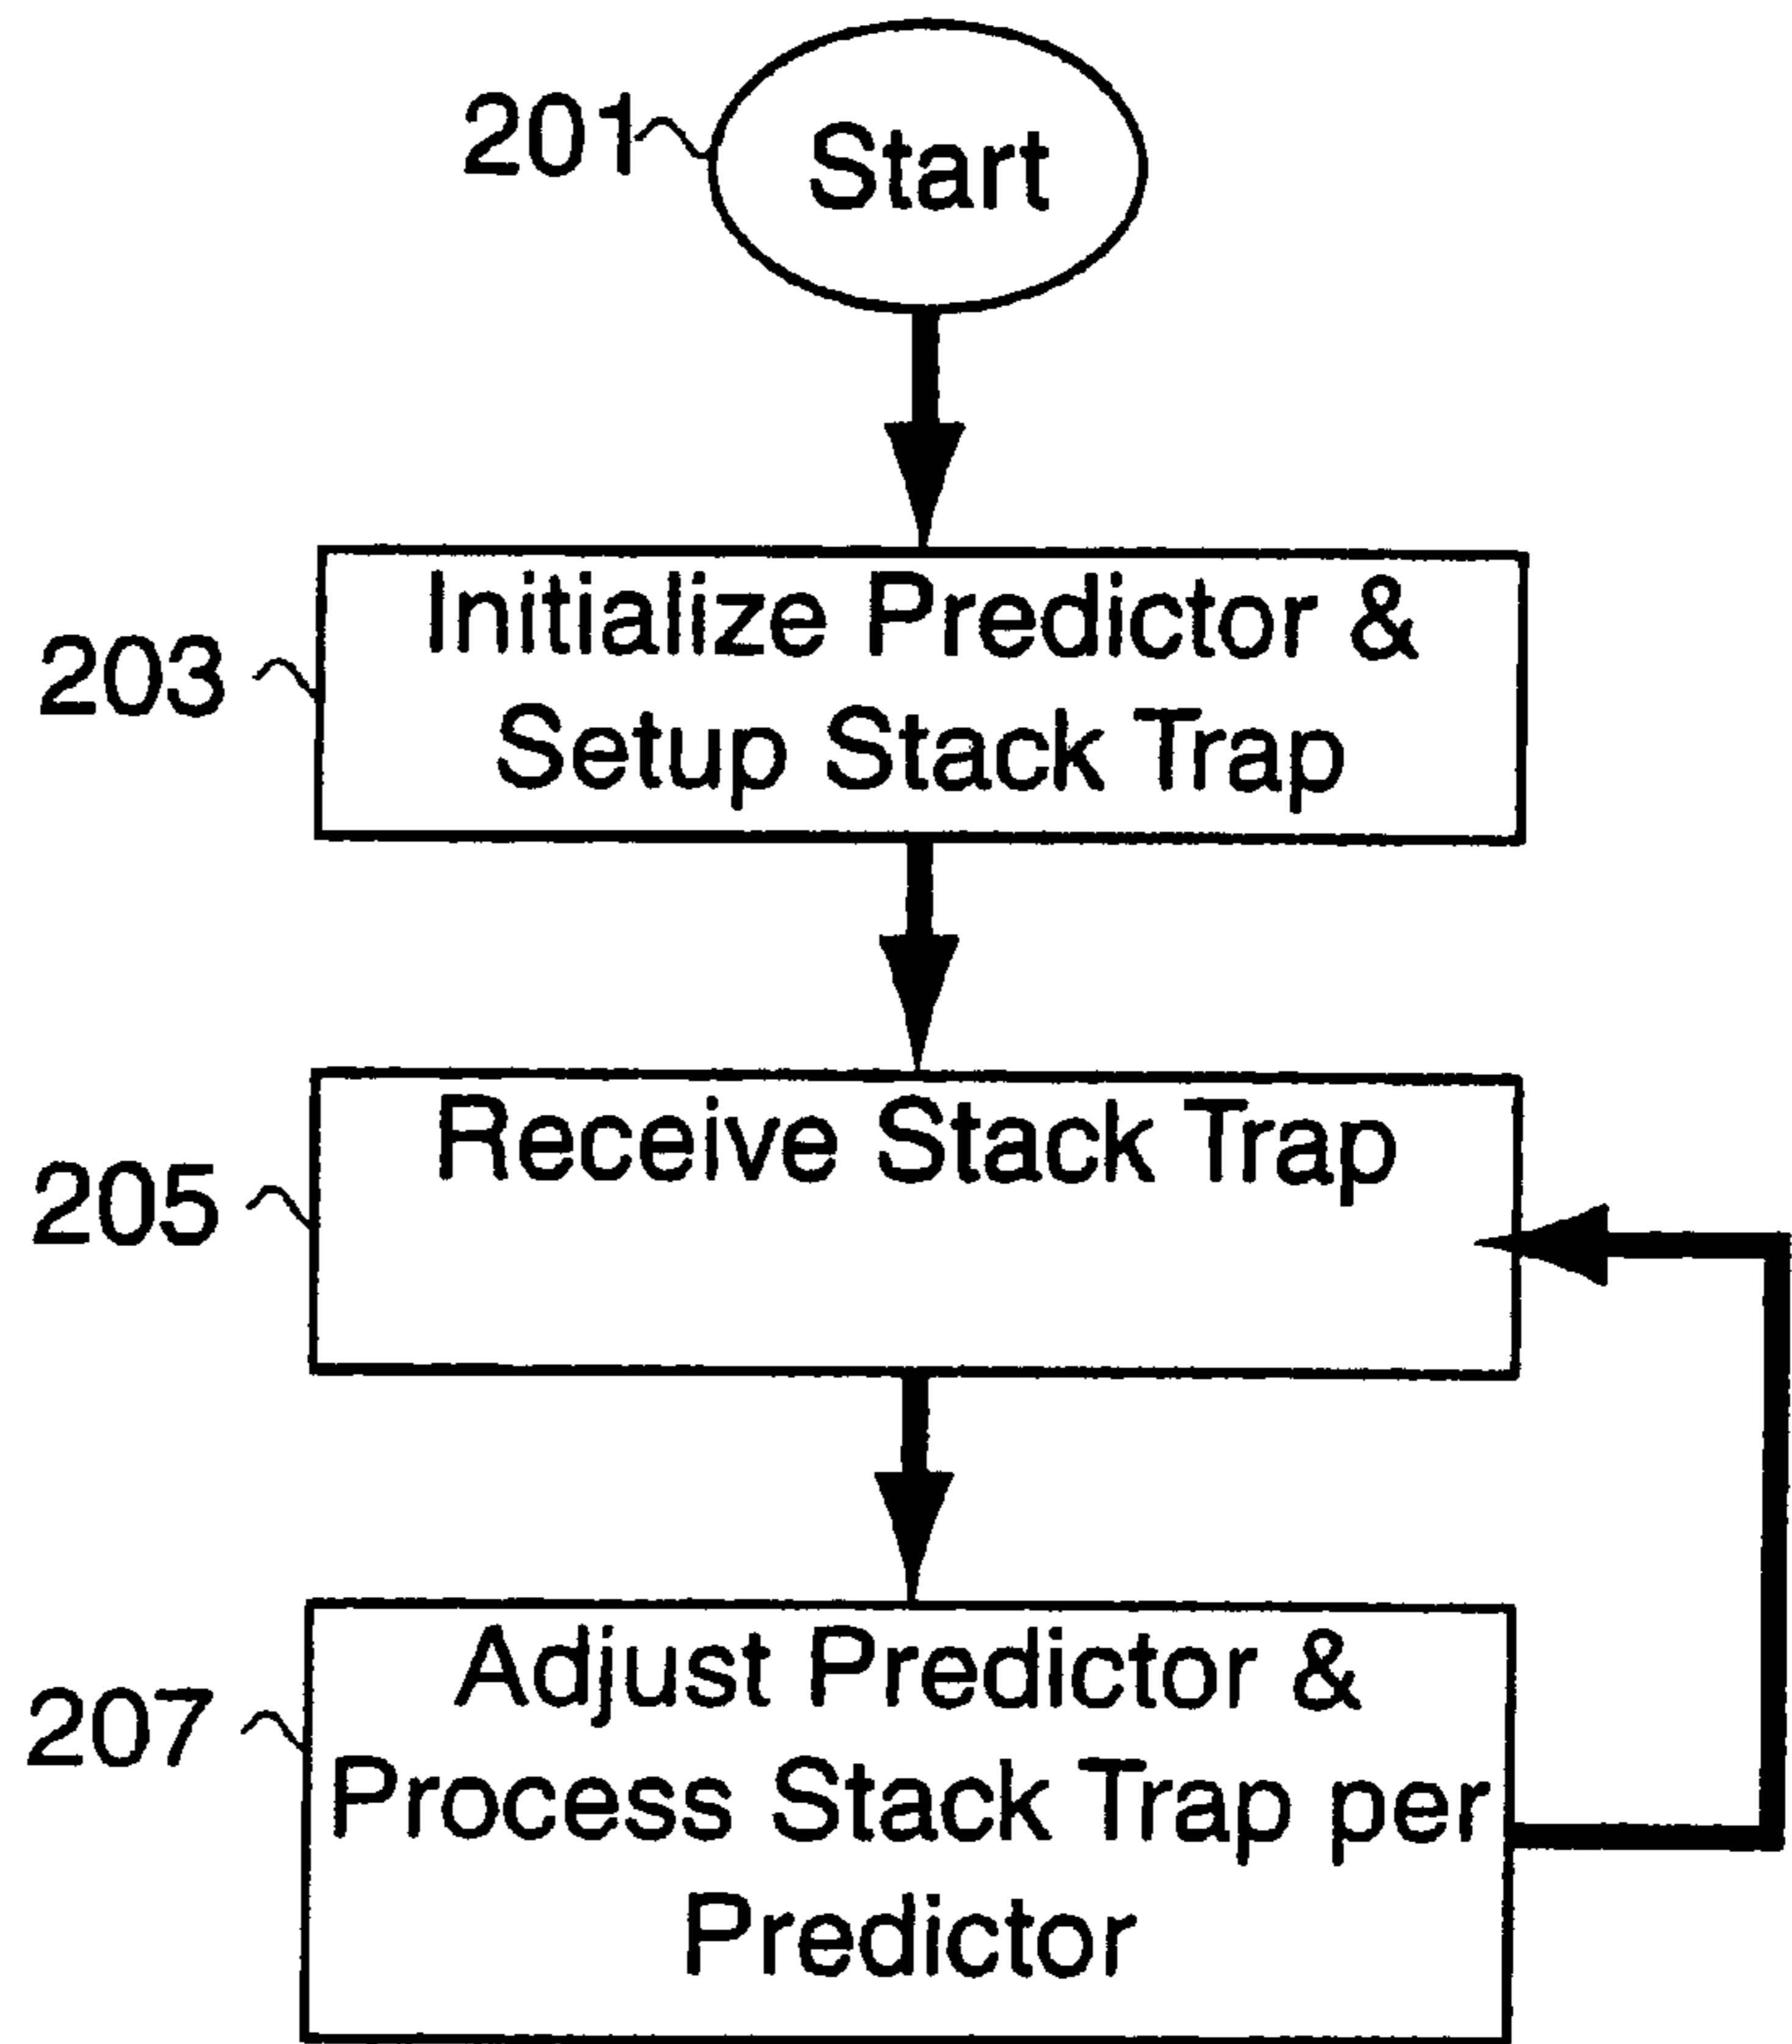 201
Start
203
Initialize Predictor &
Setup Stack Trap
205
Receive Stack Trap
207
Adjust Predictor &
Process Stack Trap per
Predictor